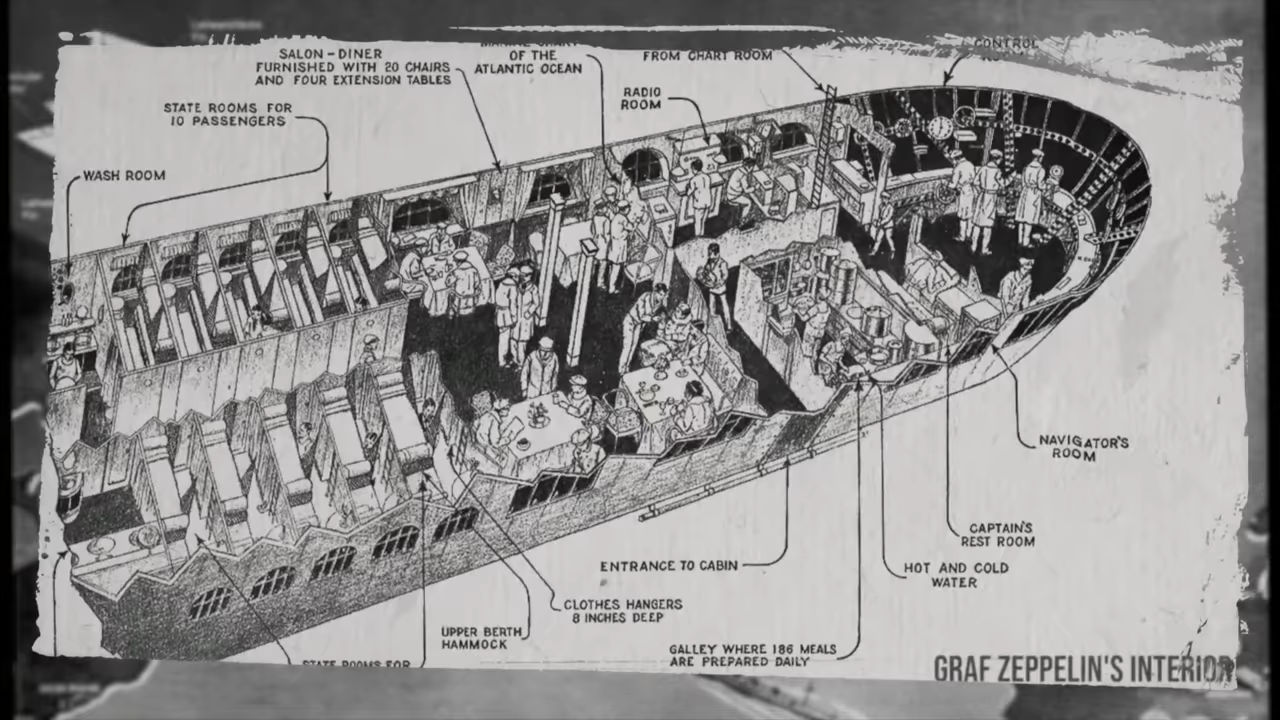 SALON-DINER
FURNISHED WITH 20 CHAIRS
AND FOUR EXTENSION TABLES
OF THE
ATLANTIC OCEAN
FROM CHART ROOM
CONTROL
RADIO
ROOM
STATE ROOMS FOR
10 PASSENGERS
WASH ROOM
NAVIGATOR'S
ROOM
CAPTAIN'S
REST ROOM
HOT AND COLD
WATER
ENTRANCE TO CABIN
CLOTHES HANGERS
8 INCHES DEEP
UPPER BERTH
HAMMOCK
GALLEY WHERE 186 MEALS
ARE PREPARED DAILY
STATE ROOMS FOR
GRAF ZEPPELIN'S INTERIOR